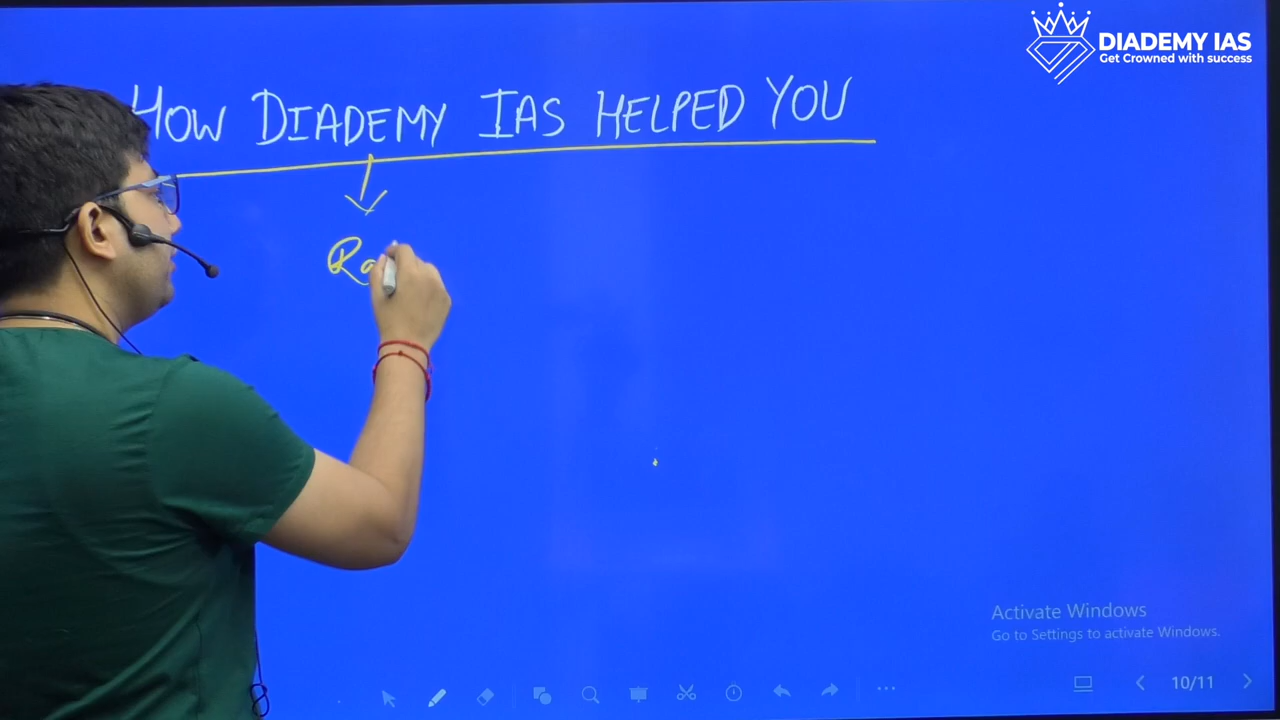 DIADEMY IAS
Get Crowned with success
HOW DIADEMY IAS HELPED YOU
Activate Windows
Go to Settings to activate Windows.
10/11